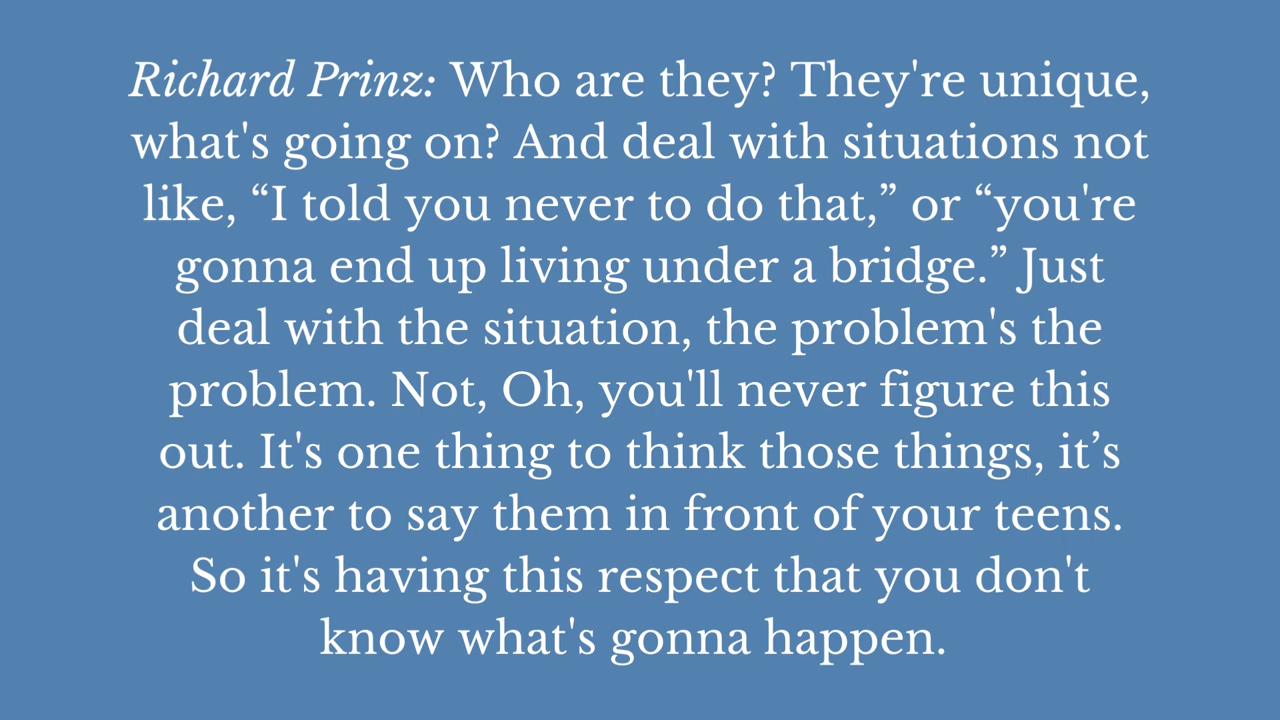 Richard Prinz: Who are they? They're unique,
what's going on? And deal with situations not
like, “I told you never to do that,” or “you're
gonna end up living under a bridge.” Just
deal with the situation, the problem's the
problem. Not, Oh, you'll never figure this
out. It's one thing to think those things, it’s
another to say them in front of your teens.
So it's having this respect that you don't
know what's gonna happen.